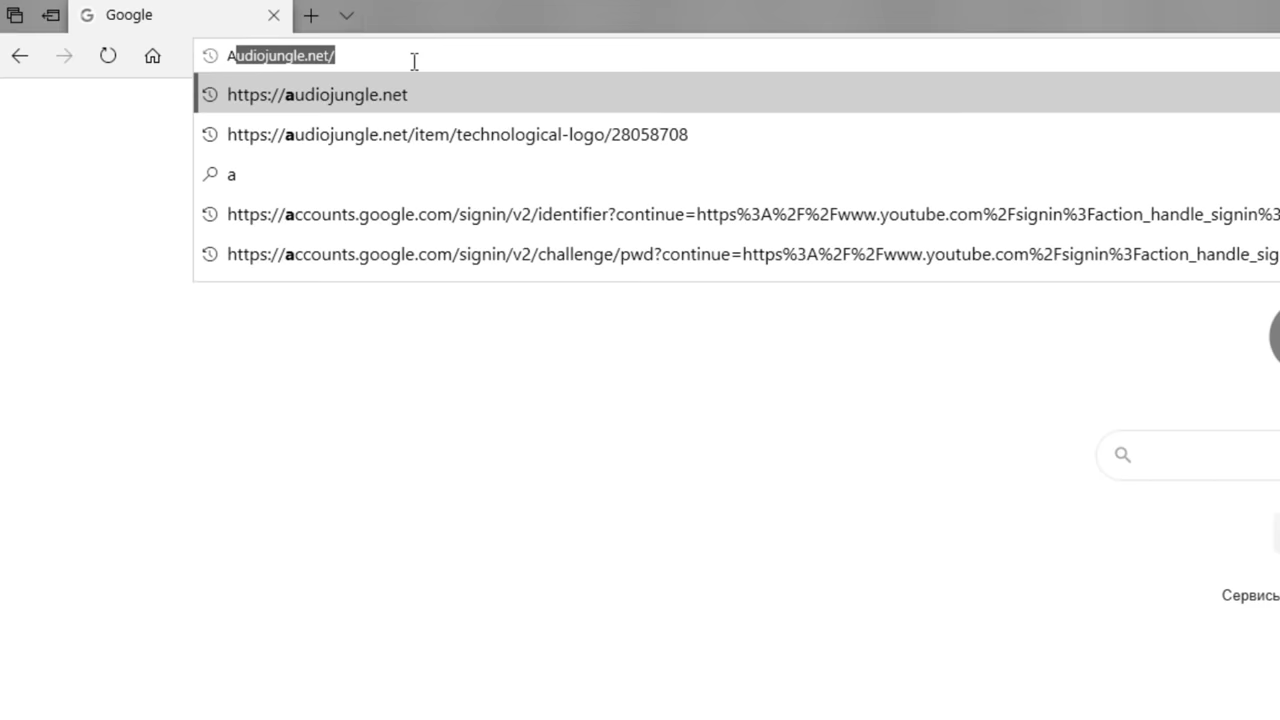 Google
Audiojungle.net/
https://audiojungle.net
https://audiojungle.net/item/technological-logo/28058708
a
https://accounts.google.com/signin/v2/identifier?continue=https%3A%2F%2Fwww.youtube.com%2Fsignin%3Faction_handle_signin%3
https://accounts.google.com/signin/v2/challenge/pwd?continue=https%3A%2F%2Fwww.youtube.com%2Fsignin%3Faction_handle_sig
Сервисы